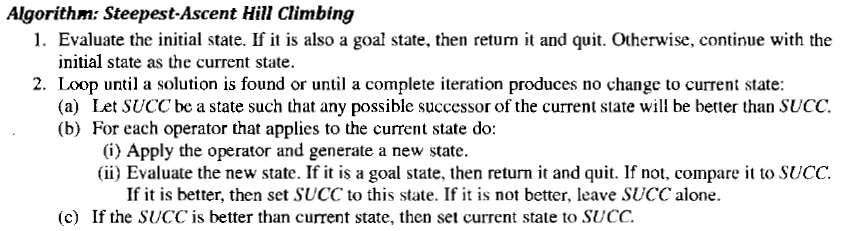 Algorithm: Steepest-Ascent Hill Climbing
1. Evaluate the initial state. If it is also a goal state, then return it and quit. Otherwise, continue with the
initial state as the current state.
2. Loop until a solution is found or until a complete iteration produces no change to current state:
(a) Let SUCC be a state such that any possible successor of the current state will be better than SUCC.
(b) For each operator that applies to the current state do:
(i) Apply the operator and generate a new state.
(ii) Evaluate the new state. If it is a goal state, then return it and quit. If not, compare it to SUCC.
If it is better, then set SUCC to this state. If it is not better, leave SUCC alone.
(c) If the SUCC is better than current state, then set current state to SUCC.